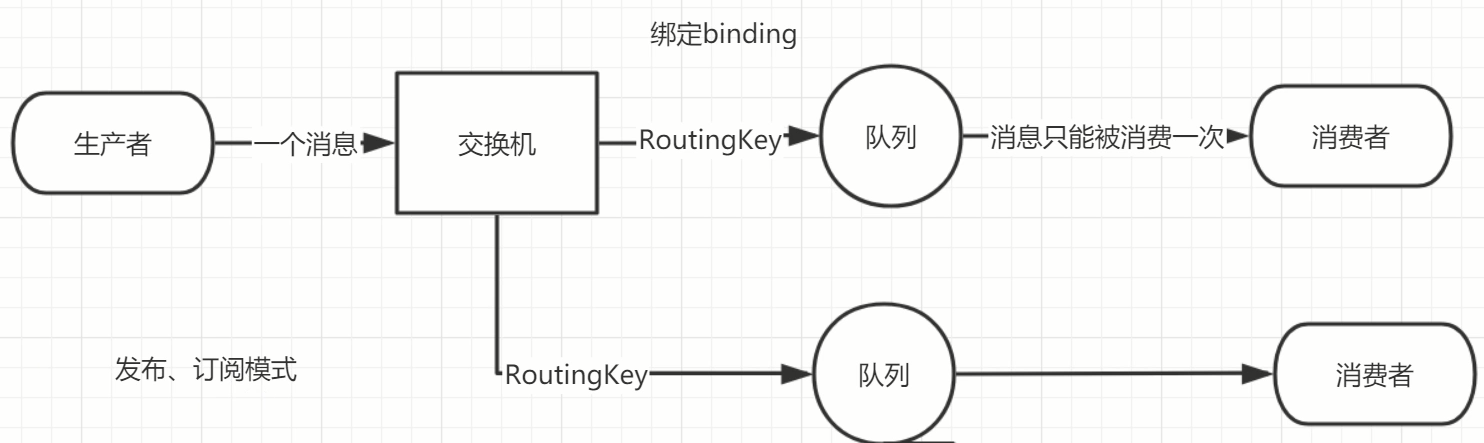 绑定binding
生产者
一个消息
交换机
RoutingKey
队列
消息只能被消费一次
消费者
发布、订阅模式
RoutingKey
队列
消费者